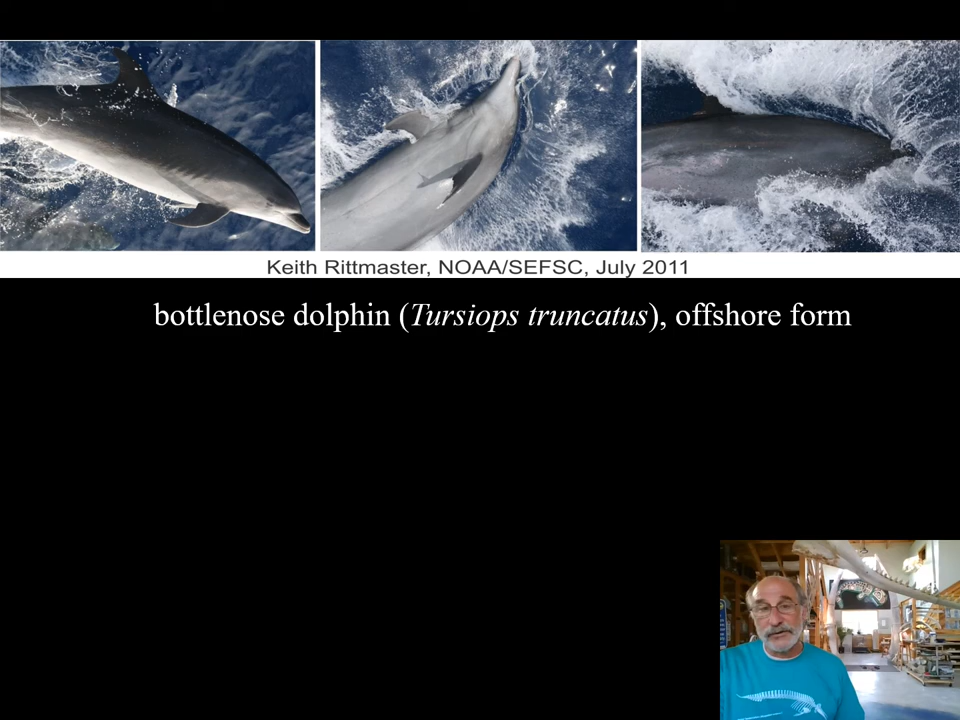 Keith Rittmaster, NOAA/SEFSC, July 2011
bottlenose dolphin (Tursiops truncatus), offshore form